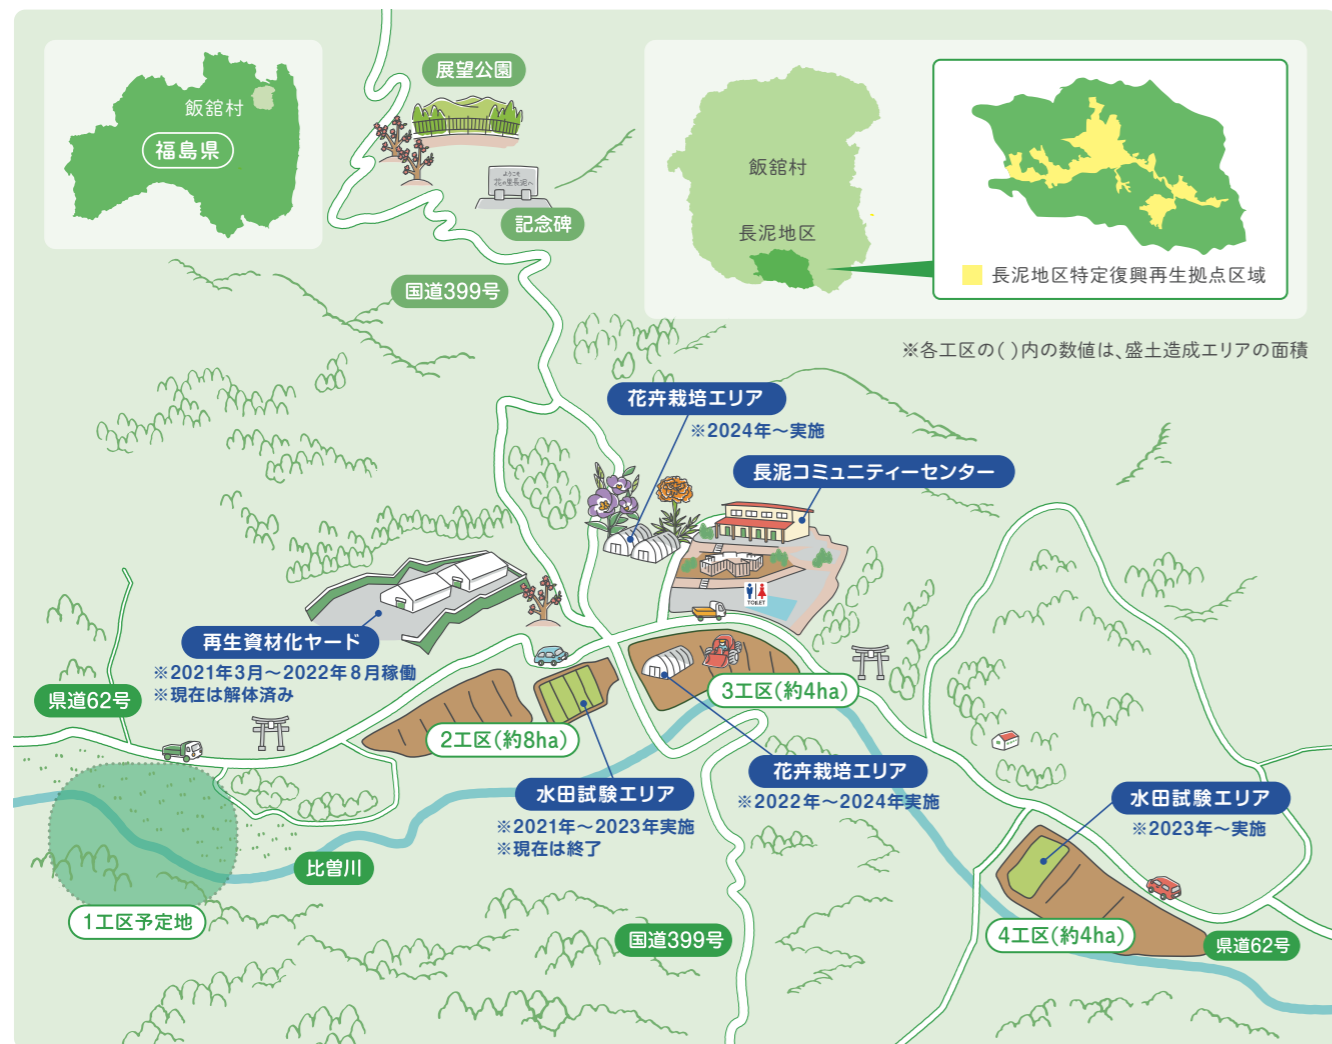 飯舘村
福島県
展望公園
ようこそ
花の里長泥へ
記念碑
国道399号
飯舘村
長泥地区
長泥地区特定復興再生拠点区域
※各工区の( )内の数値は、盛土造成エリアの面積
花卉栽培エリア
※2024年～実施
長泥コミュニティーセンター
TOILET
再生資材化ヤード
※2021年3月～2022年8月稼働
※現在は解体済み
県道62号
2工区(約8ha)
3工区(約4ha)
水田試験エリア
※2021年～2023年実施
※現在は終了
花卉栽培エリア
※2022年～2024年実施
水田試験エリア
※2023年～実施
比曽川
1工区予定地
国道399号
4工区(約4ha)
県道62号